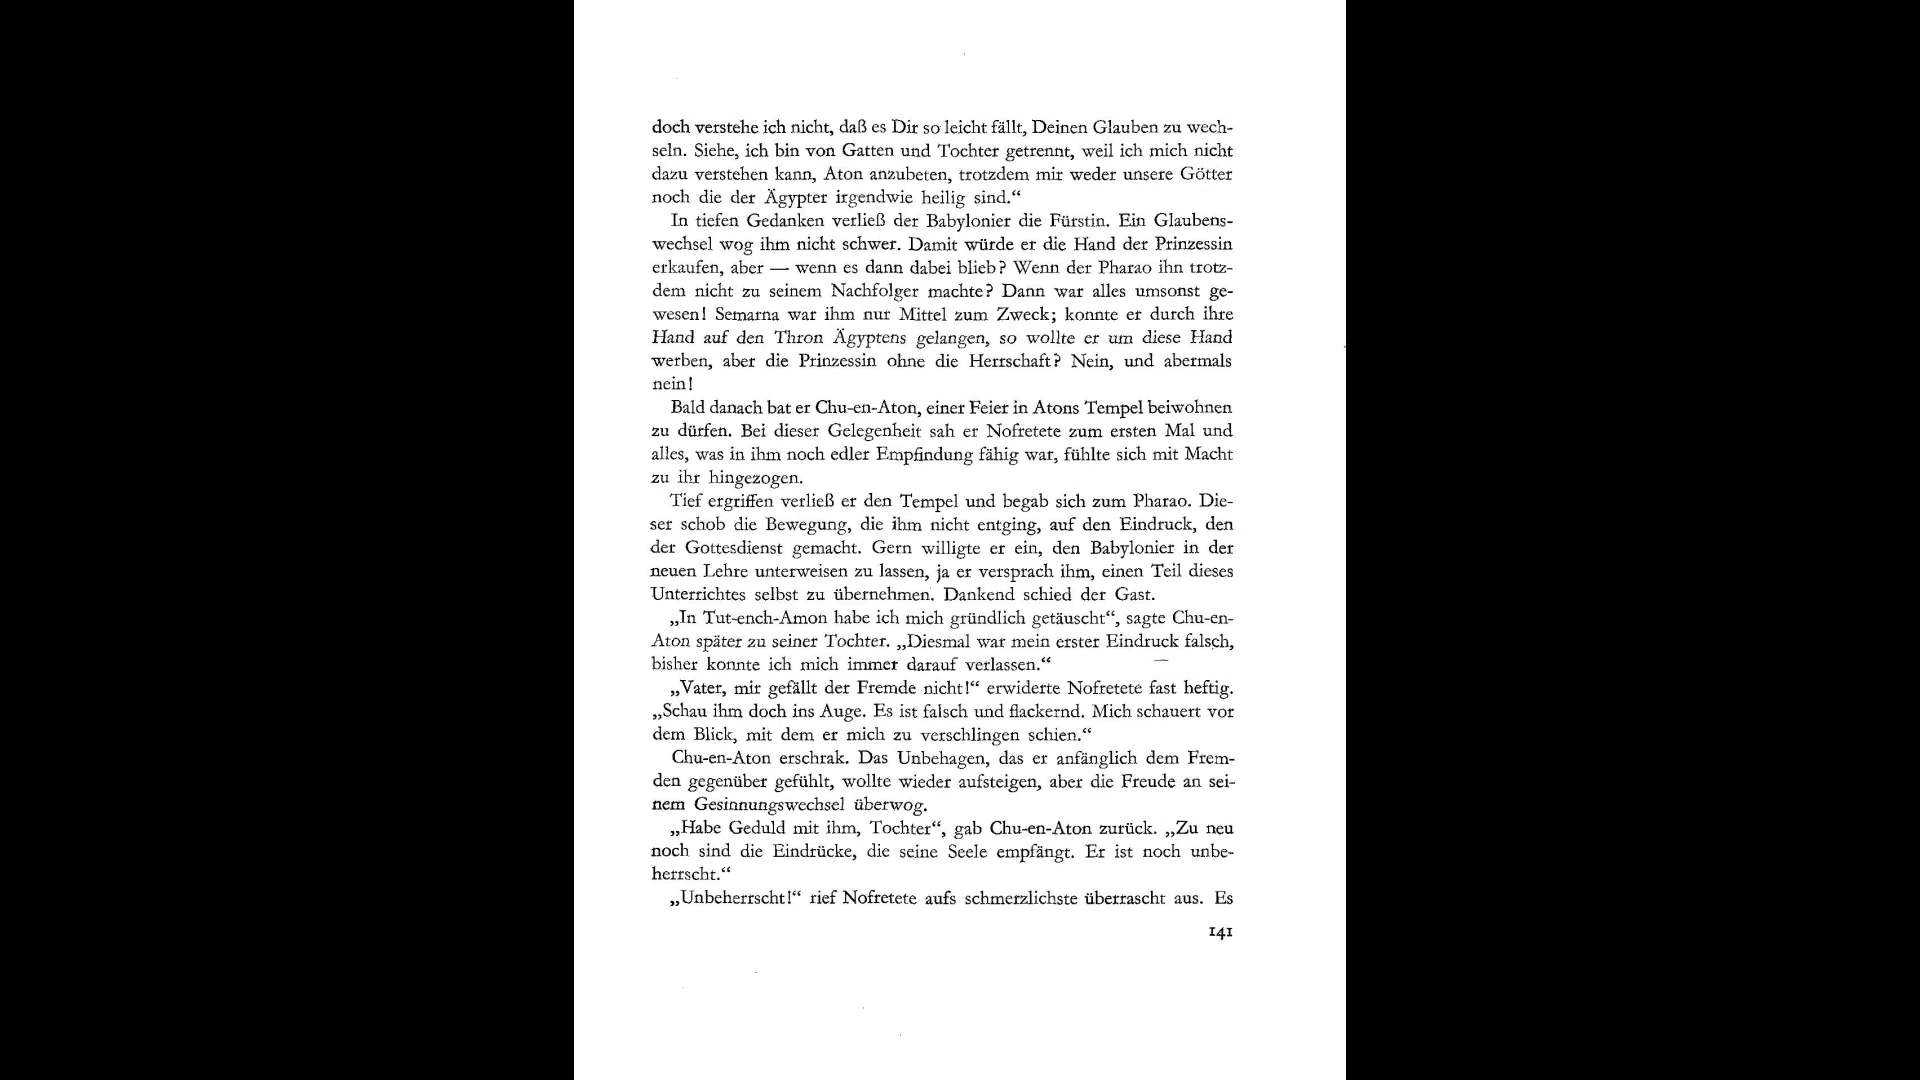 doch verstehe ich nicht, daß es Dir so leicht fällt, Deinen Glauben zu wech-
seln. Siehe, ich bin von Gatten und Tochter getrennt, weil ich mich nicht
dazu verstehen kann, Aton anzubeten, trotzdem mir weder unsere Götter
noch die der Ägypter irgendwie heilig sind.“
In tiefen Gedanken verließ der Babylonier die Fürstin. Ein Glaubens-
wechsel wog ihm nicht schwer. Damit würde er die Hand der Prinzessin
erkaufen, aber — wenn es dann dabei blieb? Wenn der Pharao ihn trotz-
dem nicht zu seinem Nachfolger machte? Dann war alles umsonst ge-
wesen! Semarna war ihm nur Mittel zum Zweck; konnte er durch ihre
Hand auf den Thron Ägyptens gelangen, so wollte er um diese Hand
werben, aber die Prinzessin ohne die Herrschaft? Nein, und abermals
nein!
Bald danach bat er Chu-en-Aton, einer Feier in Atons Tempel beiwohnen
zu dürfen. Bei dieser Gelegenheit sah er Nofretete zum ersten Mal und
alles, was in ihm noch edler Empfindung fähig war, fühlte sich mit Macht
zu ihr hingezogen.
Tief ergriffen verließ er den Tempel und begab sich zum Pharao. Die-
ser schob die Bewegung, die ihm nicht entging, auf den Eindruck, den
der Gottesdienst gemacht. Gern willigte er ein, den Babylonier in der
neuen Lehre unterweisen zu lassen, ja er versprach ihm, einen Teil dieses
Unterrichtes selbst zu übernehmen. Dankend schied der Gast.
„In Tut-ench-Amon habe ich mich gründlich getäuscht“, sagte Chu-en-
Aton später zu seiner Tochter. „Diesmal war mein erster Eindruck falsch,
bisher konnte ich mich immer darauf verlassen.“
„Vater, mir gefällt der Fremde nicht!“ erwiderte Nofretete fast heftig.
„Schau ihm doch ins Auge. Es ist falsch und flackernd. Mich schauert vor
dem Blick, mit dem er mich zu verschlingen schien.“
Chu-en-Aton erschrak. Das Unbehagen, das er anfänglich dem Frem-
den gegenüber gefühlt, wollte wieder aufsteigen, aber die Freude an sei-
nem Gesinnungswechsel überwog.
„Habe Geduld mit ihm, Tochter“, gab Chu-en-Aton zurück. „Zu neu
noch sind die Eindrücke, die seine Seele empfängt. Er ist noch unbe-
herrscht.“
„Unbeherrscht!“ rief Nofretete aufs schmerzlichste überrascht aus. Es
141